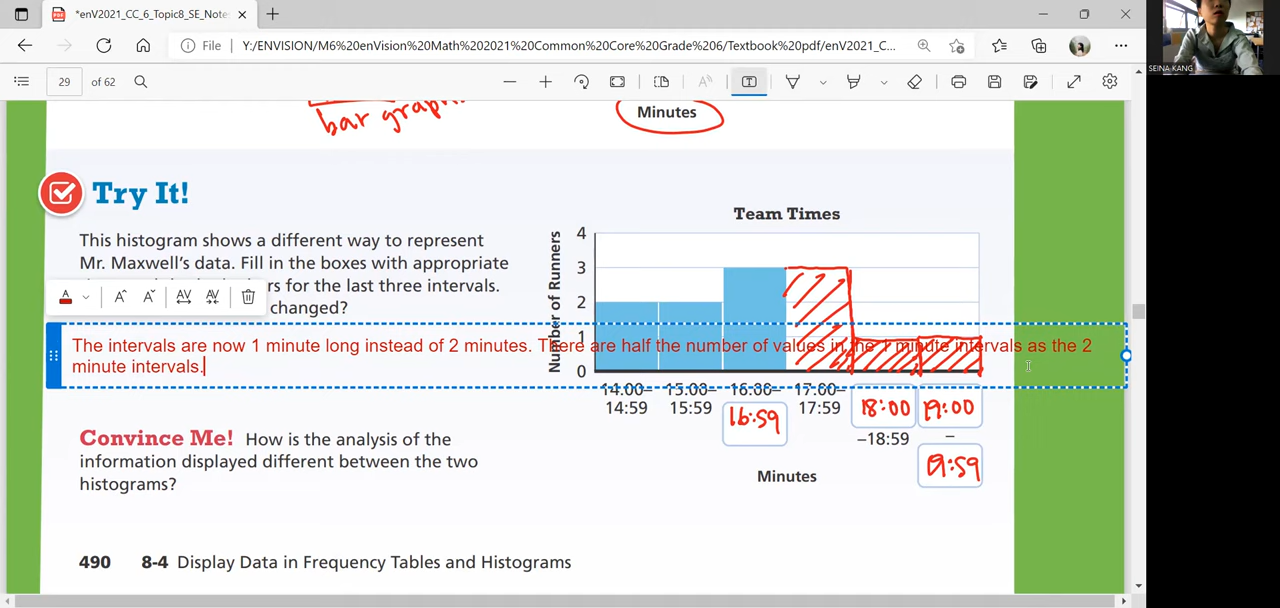 *enV2021_CC_6_Topic8_SE_Note
29
of 62
File
Y:/ENVISION/M6%20enVision%20Math%202021%20Common%20Core%20Grade%206/Textbook%20pdf/enV2021_C...
SEINA KANG
bar graph
Minutes
Try It!
This histogram shows a different way to represent
Mr. Maxwell's data. Fill in the boxes with appropriate
rs for the last three intervals.
changed?
The intervals are now 1 minute long instead of 2 minutes. There are half the number of values in the 1 minute intervals as the 2
minute intervals.
Team Times
Number of Runners
4
3
2
1
0
14:00– 15:00– 16:00– 17:00–
14:59 15:59 16:59 17:59 18:00 19:00
–18:59 –
19:59
Minutes
Convince Me! How is the analysis of the
information displayed different between the two
histograms?
490 8-4 Display Data in Frequency Tables and Histograms